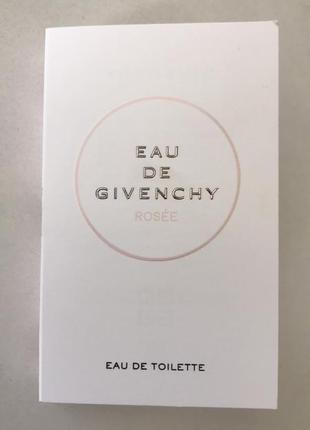 EAU
DE
GIVENCHY
ROSÉE
EAU DE TOILETTE